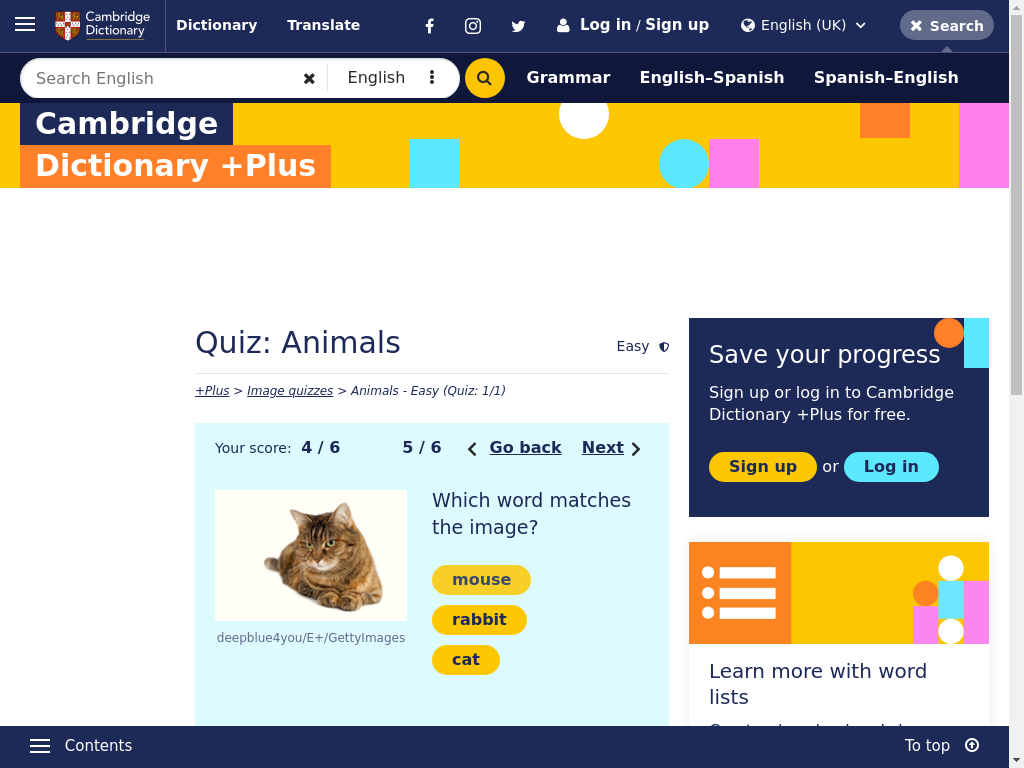 Cambridge
Dictionary
Dictionary
Translate
Log in / Sign up
English (UK)
Search
Search English
English
Grammar
English–Spanish
Spanish–English
Cambridge
Dictionary +Plus
Quiz: Animals
Easy
+Plus > Image quizzes > Animals - Easy (Quiz: 1/1)
Your score: 4 / 6
5 / 6
Go back
Next
Which word matches
the image?
mouse
rabbit
cat
deepblue4you/E+/GettyImages
Save your progress
Sign up or log in to Cambridge
Dictionary +Plus for free.
Sign up or Log in
Learn more with word
lists
Contents
To top